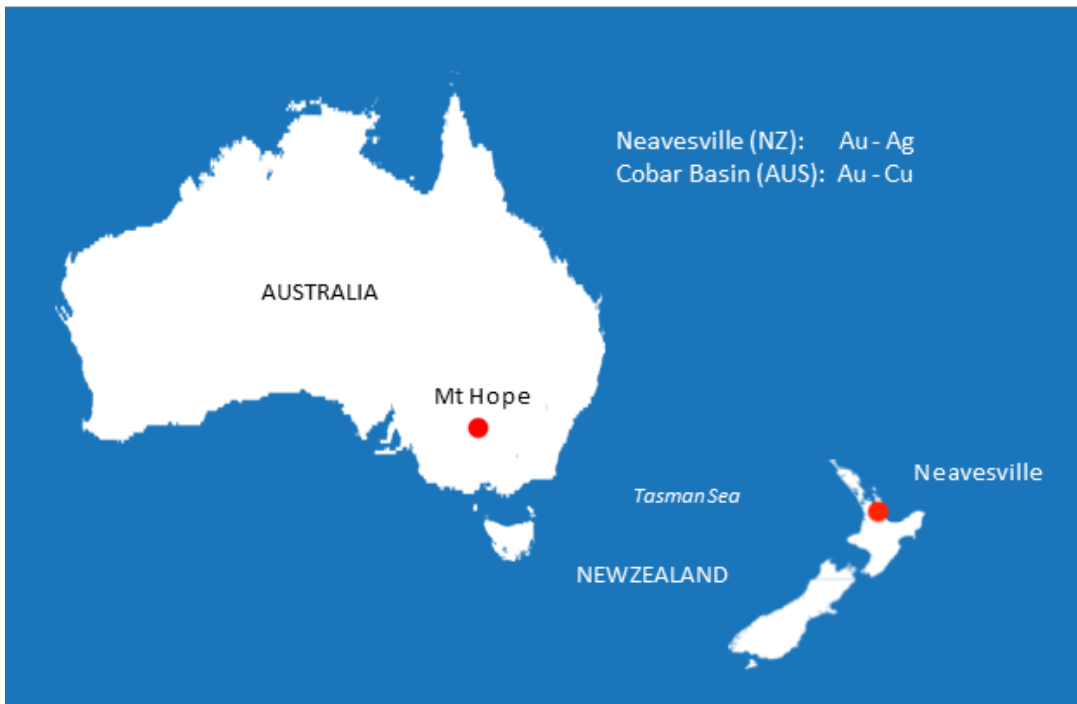 Neavesville (NZ): Au - Ag
Cobar Basin (AUS): Au - Cu
AUSTRALIA
Mt Hope
Neavesville
Tasman Sea
NEWZEALAND